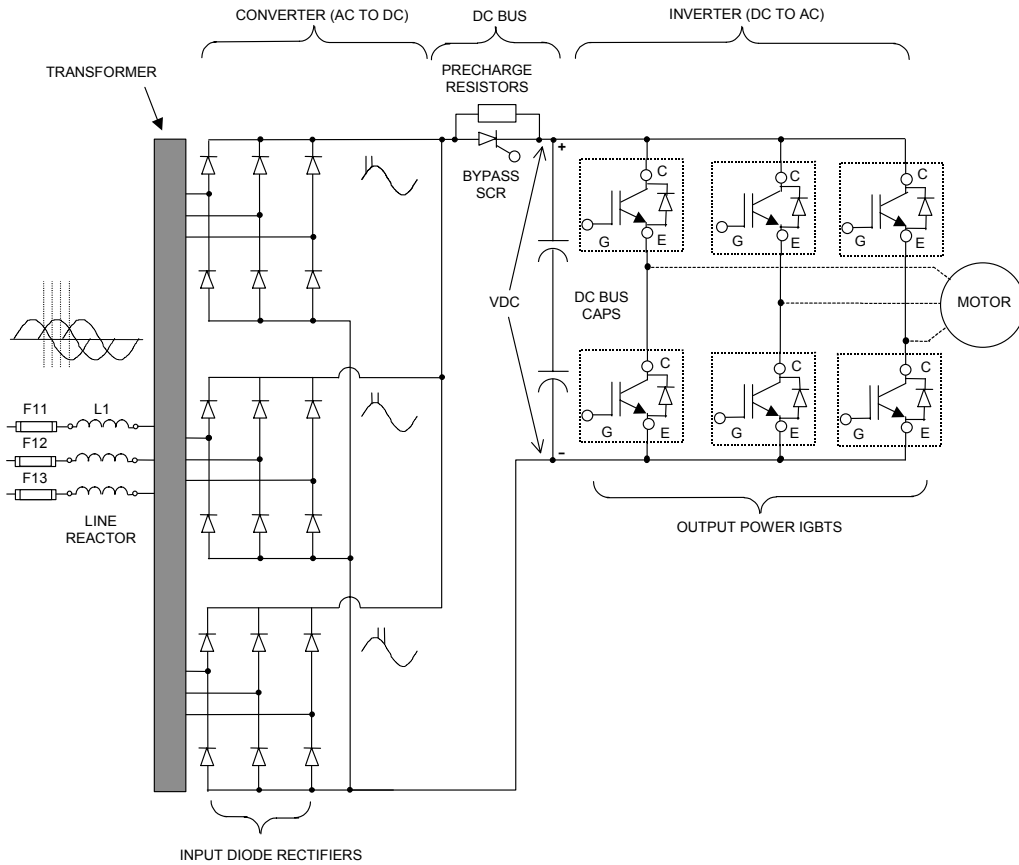 CONVERTER (AC TO DC)
DC BUS
INVERTER (DC TO AC)
TRANSFORMER
PRECHARGE
RESISTORS
BYPASS
SCR
+
C
C
C
G
E
G
E
G
E
VDC
DC BUS
CAPS
MOTOR
C
C
C
G
E
G
E
G
E
-
F11
L1
F12
F13
LINE
REACTOR
OUTPUT POWER IGBTS
INPUT DIODE RECTIFIERS